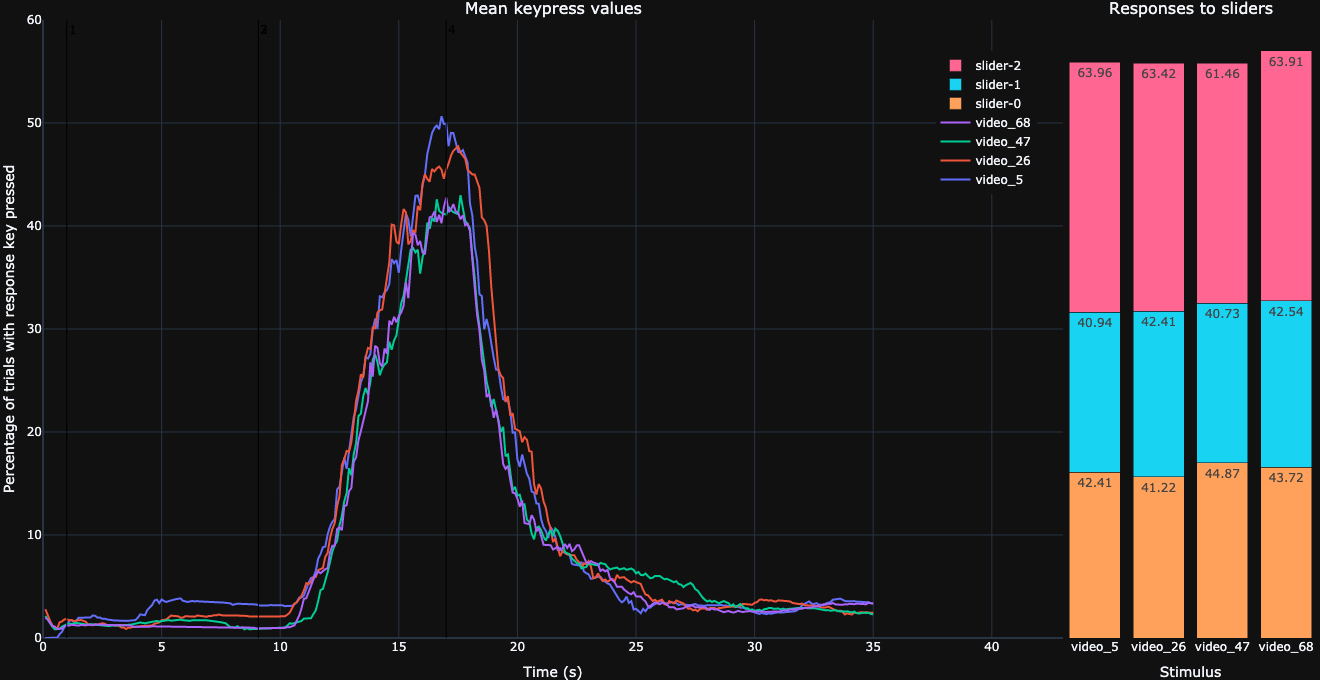 Mean keypress values
Responses to sliders
Percentage of trials with response key pressed
60
50
40
30
20
10
0
1
3
4
slider-2
slider-1
slider-0
video_68
video_47
video_26
video_5
0 5 10 15 20 25 30 35 40
Time (s)
63.96 63.42 61.46 63.91
40.94 42.41 40.73 42.54
42.41 41.22 44.87 43.72
video_5 video_26 video_47 video_68
Stimulus